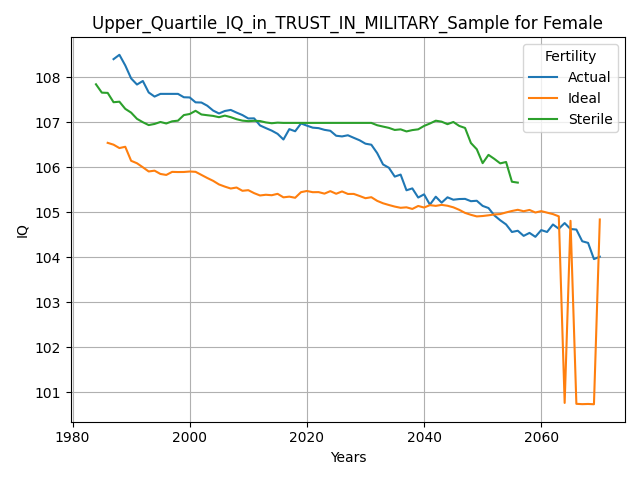 Upper_Quartile_IQ_in_TRUST_IN_MILITARY_Sample for Female
Fertility
Actual
Ideal
Sterile
IQ
108
107
106
105
104
103
102
101
1980
2000
2020
2040
2060
Years